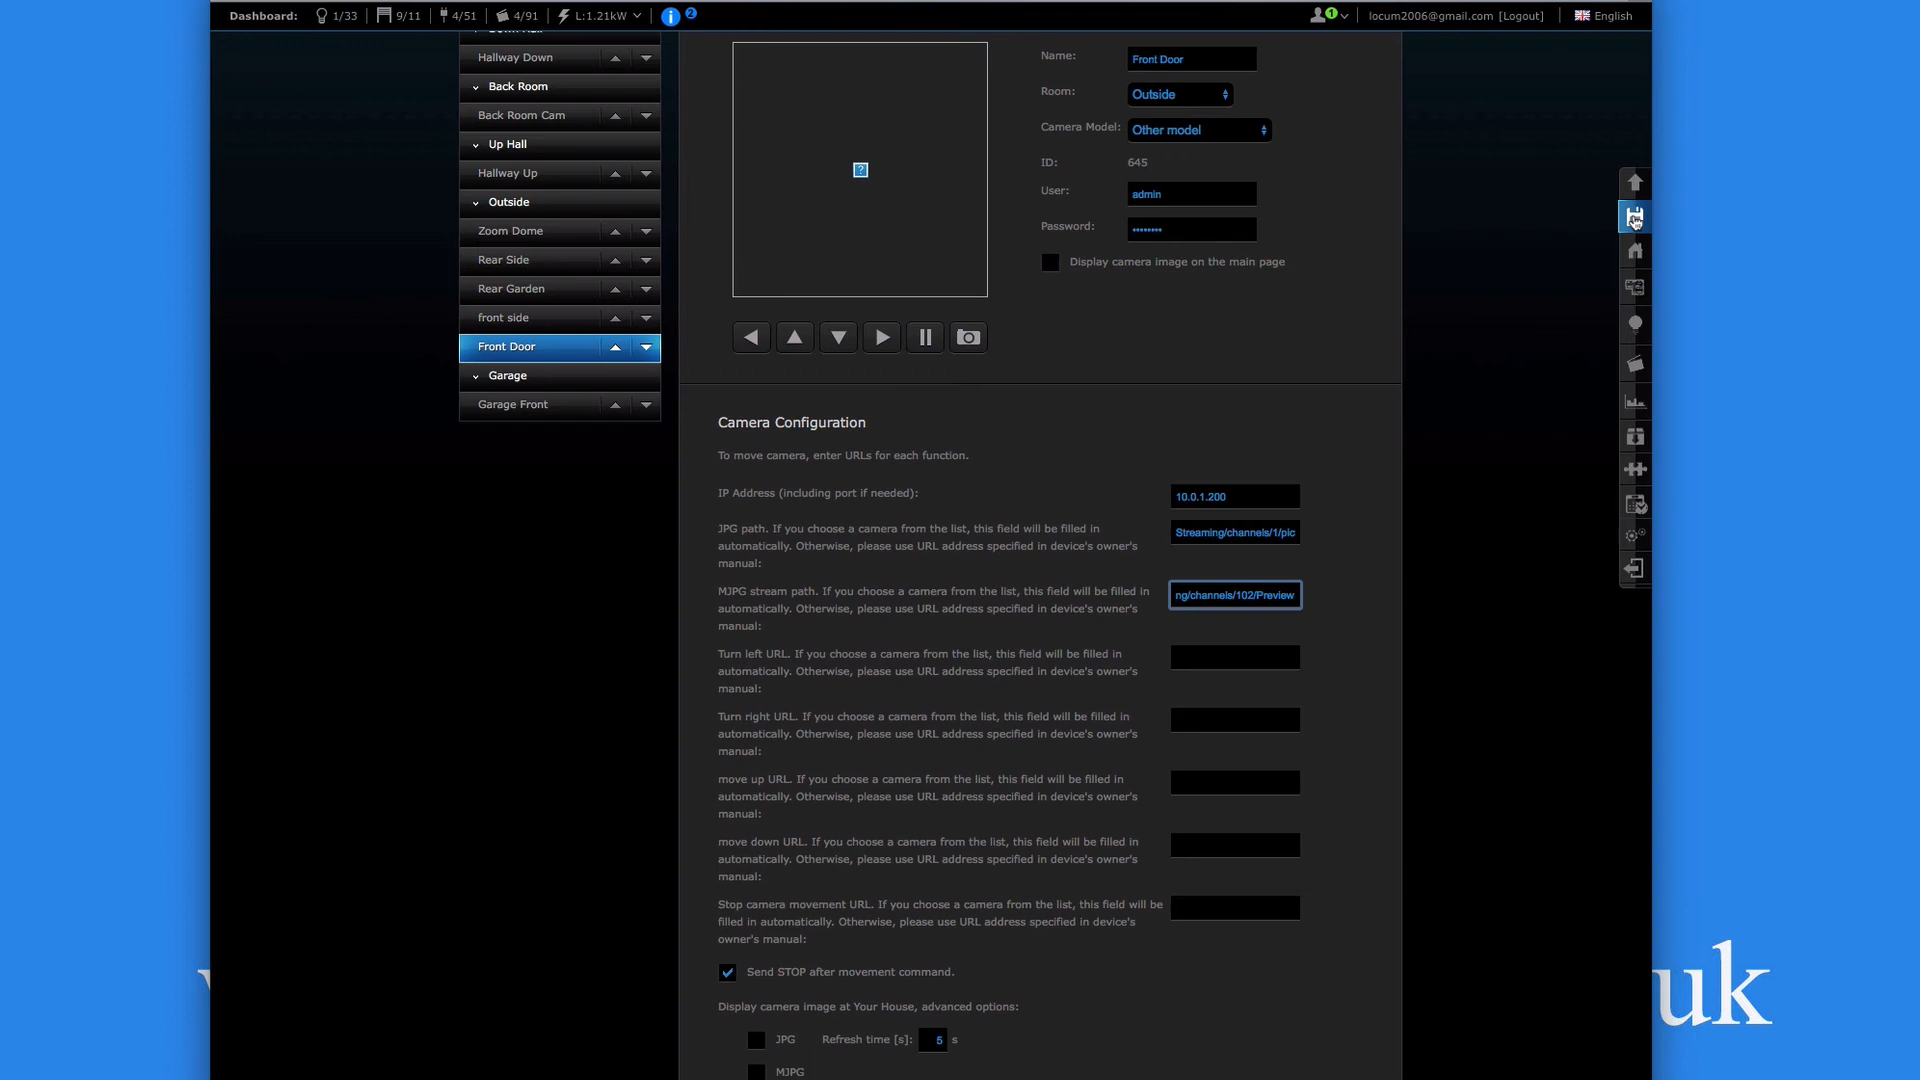 Dashboard: 1/33 9/11 4/51 4/91 L:1.21kW i 2 1 locum2006@gmail.com [Logout] English
Down Hall
Hallway Down
Back Room
Back Room Cam
Up Hall
Hallway Up
Outside
Zoom Dome
Rear Side
Rear Garden
front side
Front Door
Garage
Garage Front
?
Name: Front Door
Room: Outside
Camera Model: Other model
ID: 645
User: admin
Password: ••••••••
Display camera image on the main page
Camera Configuration
To move camera, enter URLs for each function.
IP Address (including port if needed): 10.0.1.200
JPG path. If you choose a camera from the list, this field will be filled in Streaming/channels/1/pic
automatically. Otherwise, please use URL address specified in device's owner's
manual:
MJPG stream path. If you choose a camera from the list, this field will be filled in ng/channels/102/Preview
automatically. Otherwise, please use URL address specified in device's owner's
manual:
Turn left URL. If you choose a camera from the list, this field will be filled in
automatically. Otherwise, please use URL address specified in device's owner's
manual:
Turn right URL. If you choose a camera from the list, this field will be filled in
automatically. Otherwise, please use URL address specified in device's owner's
manual:
move up URL. If you choose a camera from the list, this field will be filled in
automatically. Otherwise, please use URL address specified in device's owner's
manual:
move down URL. If you choose a camera from the list, this field will be filled in
automatically. Otherwise, please use URL address specified in device's owner's
manual:
Stop camera movement URL. If you choose a camera from the list, this field will be
filled in automatically. Otherwise, please use URL address specified in device's
owner's manual:
Send STOP after movement command.
Display camera image at Your House, advanced options:
JPG Refresh time [s]: 5 s
MJPG
uk